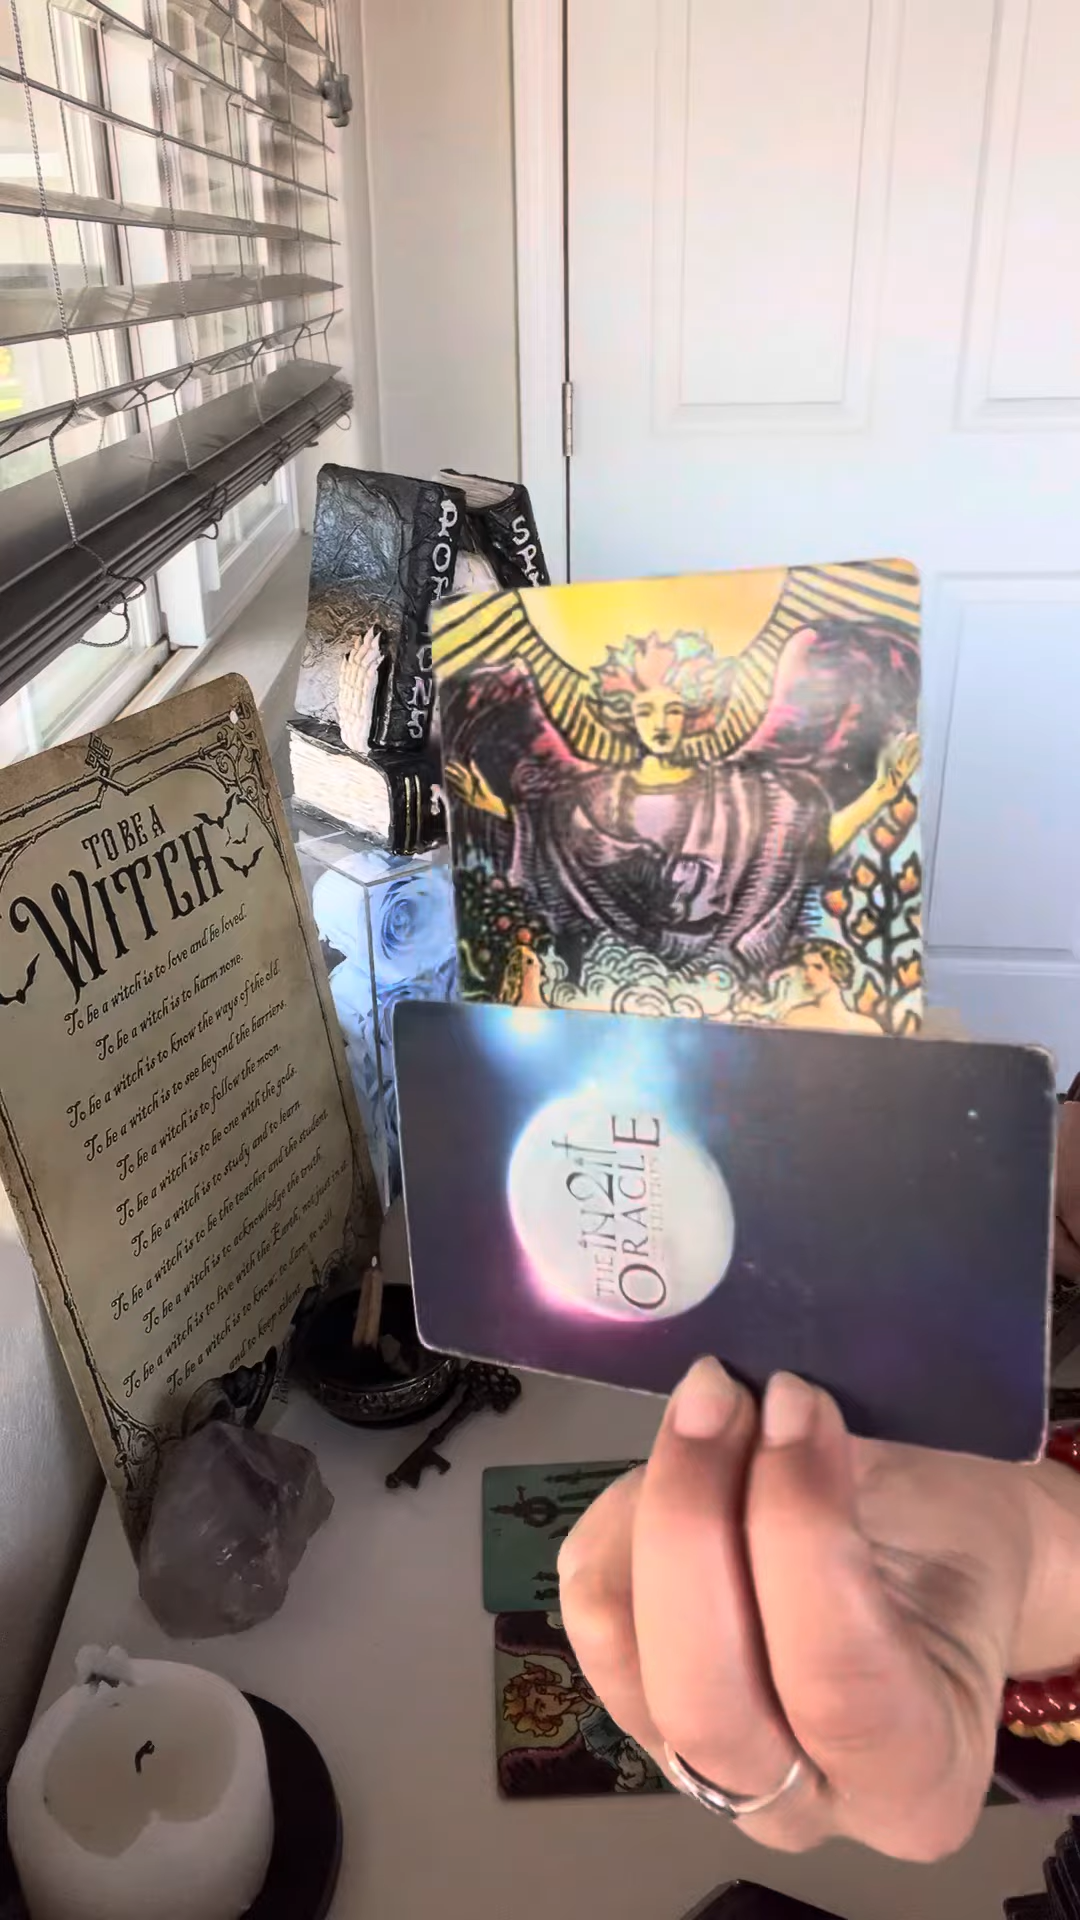 TO BE A
WITCH
To be a witch is to love and be loved.
To be a witch is to harm none.
To be a witch is to know the ways of the old.
To be a witch is to see beyond the barriers.
To be a witch is to follow the moon.
To be a witch is to be one with the gods.
To be a witch is to study and to learn
To be a witch is to be the teacher and the student.
To be a witch is to acknowledge the truth.
To be a witch is to live with the Earth, not just in it.
To be a witch is to know, to dare, to will
and to keep silent.
THE IN2IT
ORACLE